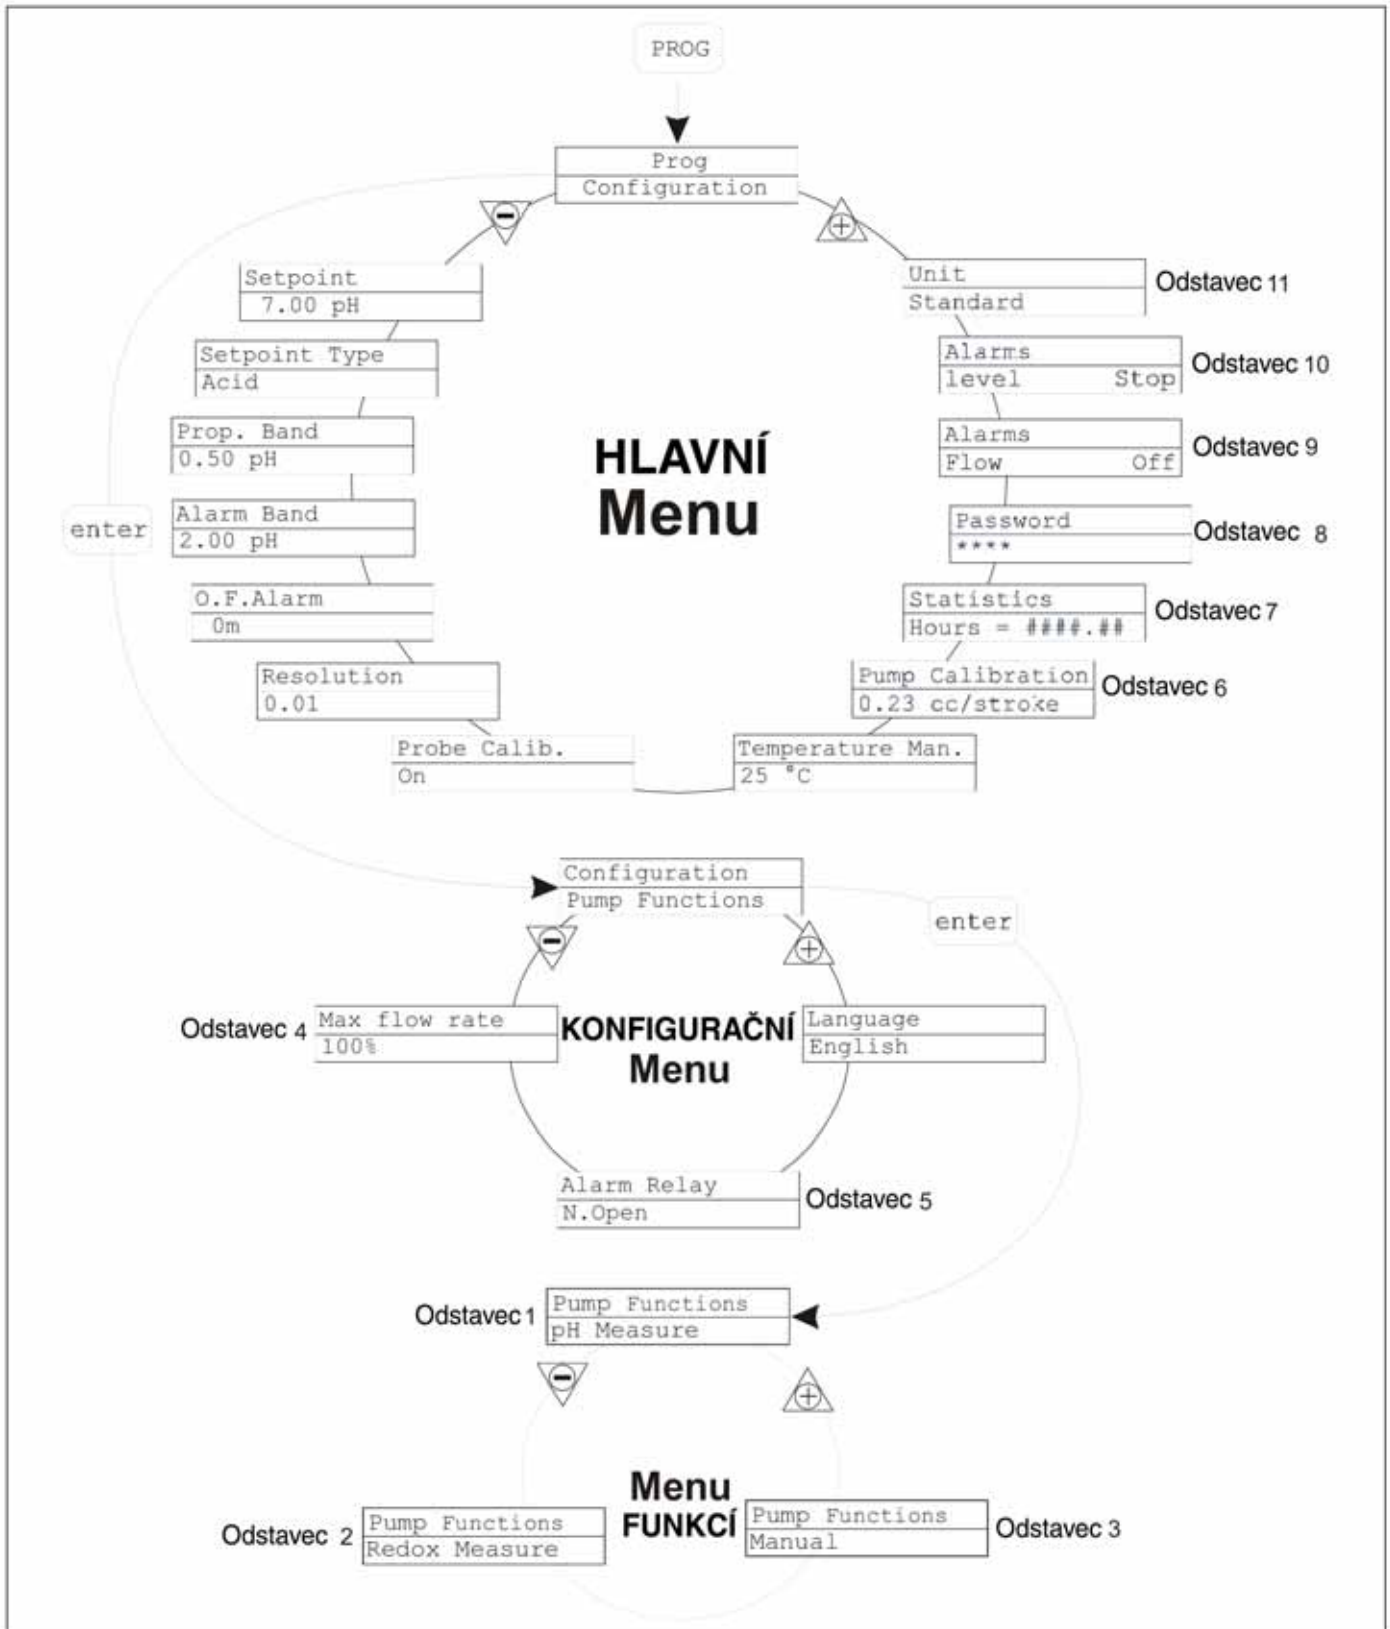 PROG
Prog
Configuration
Setpoint
7.00 pH
Setpoint Type
Acid
Prop. Band
0.50 pH
enter
Alarm Band
2.00 pH
O.F.Alarm
0m
Resolution
0.01
Probe Calib.
On
HLAVNÍ
Menu
Unit
Standard
Odstavec 11
Alarms
level Stop
Odstavec 10
Alarms
Flow Off
Odstavec 9
Password
****
Odstavec 8
Statistics
Hours = ####.##
Odstavec 7
Pump Calibration
0.23 cc/stroke
Odstavec 6
Temperature Man.
25 °C
Configuration
Pump Functions
enter
Odstavec 4
Max flow rate
100%
KONFIGURAČNÍ
Menu
Language
English
Alarm Relay
N.Open
Odstavec 5
Odstavec 1
Pump Functions
pH Measure
Menu
FUNKCÍ
Odstavec 2
Pump Functions
Redox Measure
Pump Functions
Manual
Odstavec 3